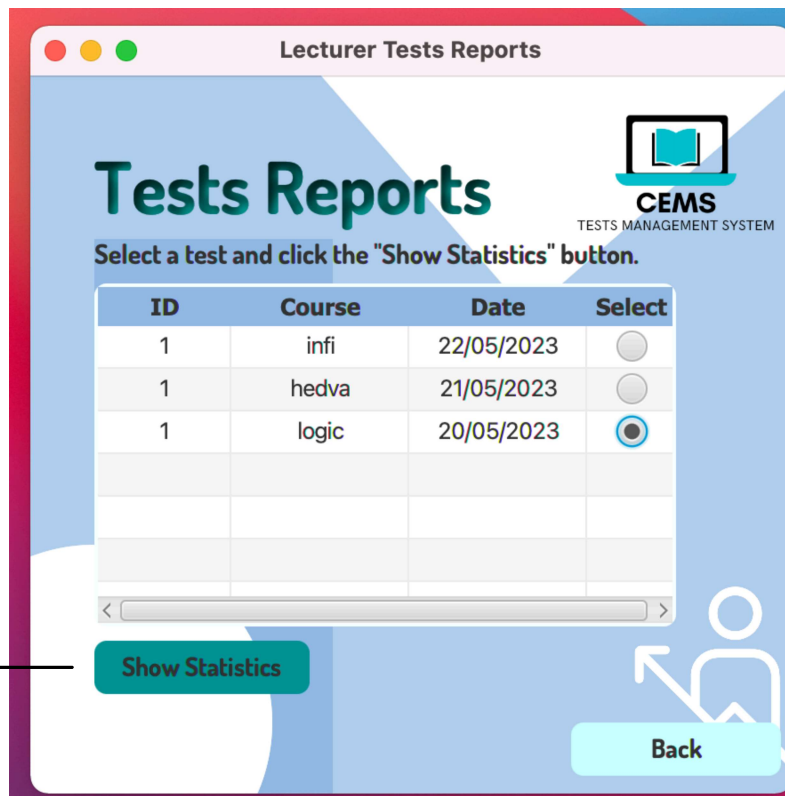 Lecturer Tests Reports
CEMS
TESTS MANAGEMENT SYSTEM
Tests Reports
Select a test and click the "Show Statistics" button.
ID Course Date Select
1 infi 22/05/2023
1 hedva 21/05/2023
1 logic 20/05/2023
Show Statistics
Back